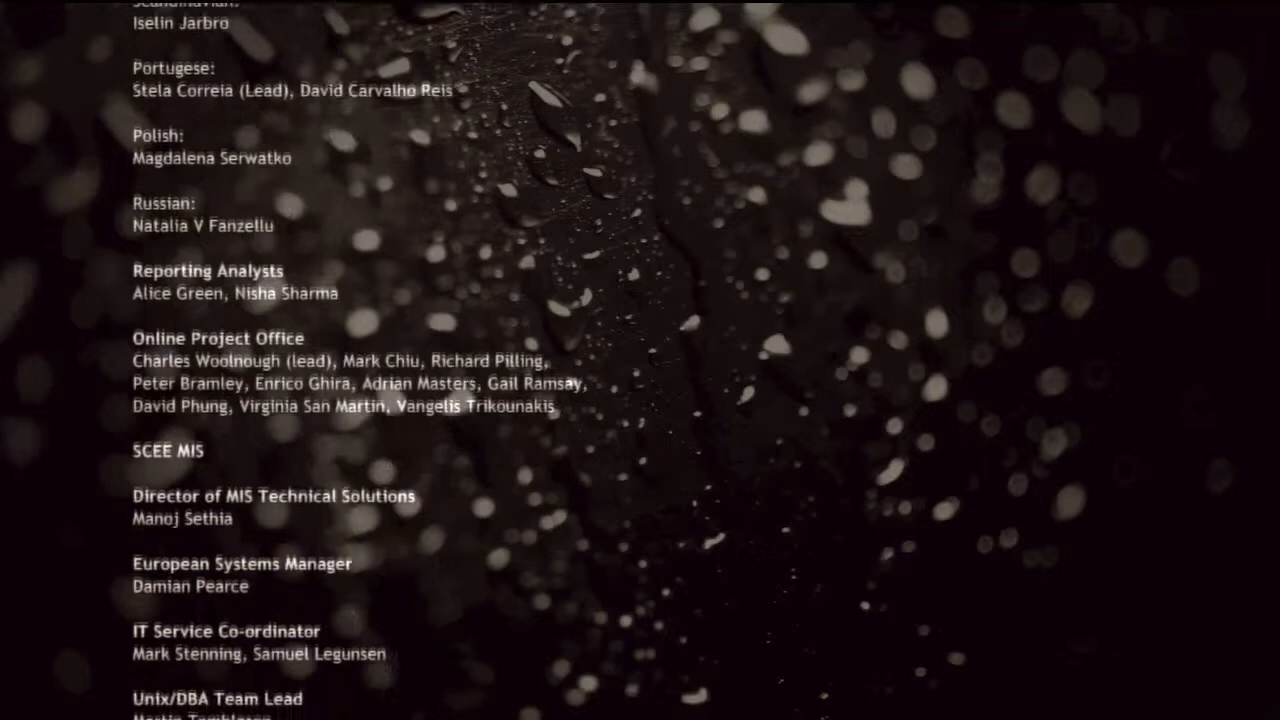 Scandinavian:
Iselin Jarbro
Portugese:
Stela Correia (Lead), David Carvalho Reis
Polish:
Magdalena Serwatko
Russian:
Natalia V Fanzellu
Reporting Analysts
Alice Green, Nisha Sharma
Online Project Office
Charles Woolnough (lead), Mark Chiu, Richard Pilling,
Peter Bramley, Enrico Ghira, Adrian Masters, Gail Ramsay,
David Phung, Virginia San Martin, Vangelis Trikounakis
SCEE MIS
Director of MIS Technical Solutions
Manoj Sethia
European Systems Manager
Damian Pearce
IT Service Co-ordinator
Mark Stenning, Samuel Legunsen
Unix/DBA Team Lead
Martin